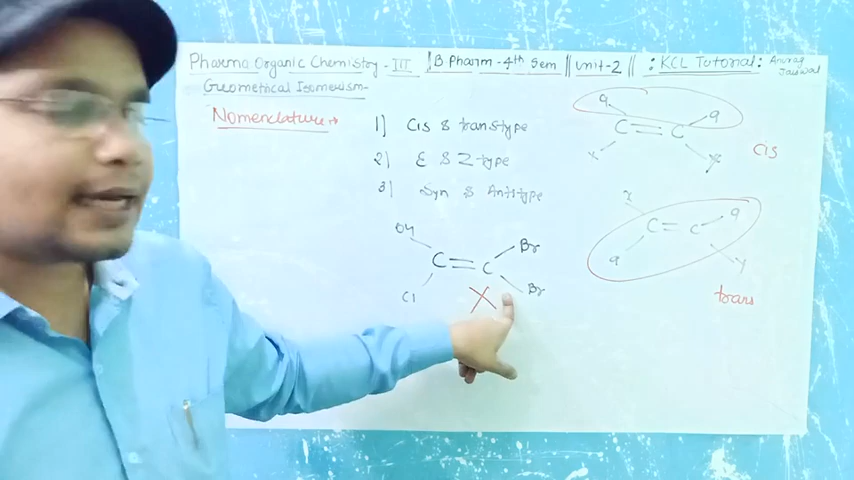 Pharma Organic Chemistry - III || B.Pharm - 4th Sem || Unit-2 || : KCL Tutorial : Anurag Jaiswal
Geometrical Isomerism-
Nomenclature →
1] Cis & trans type
2) E & Z type
3) Syn & Anti type
a
C = C a
x y
cis
OH Br
C = C
Cl Br
X
x
C = C a
a y
trans